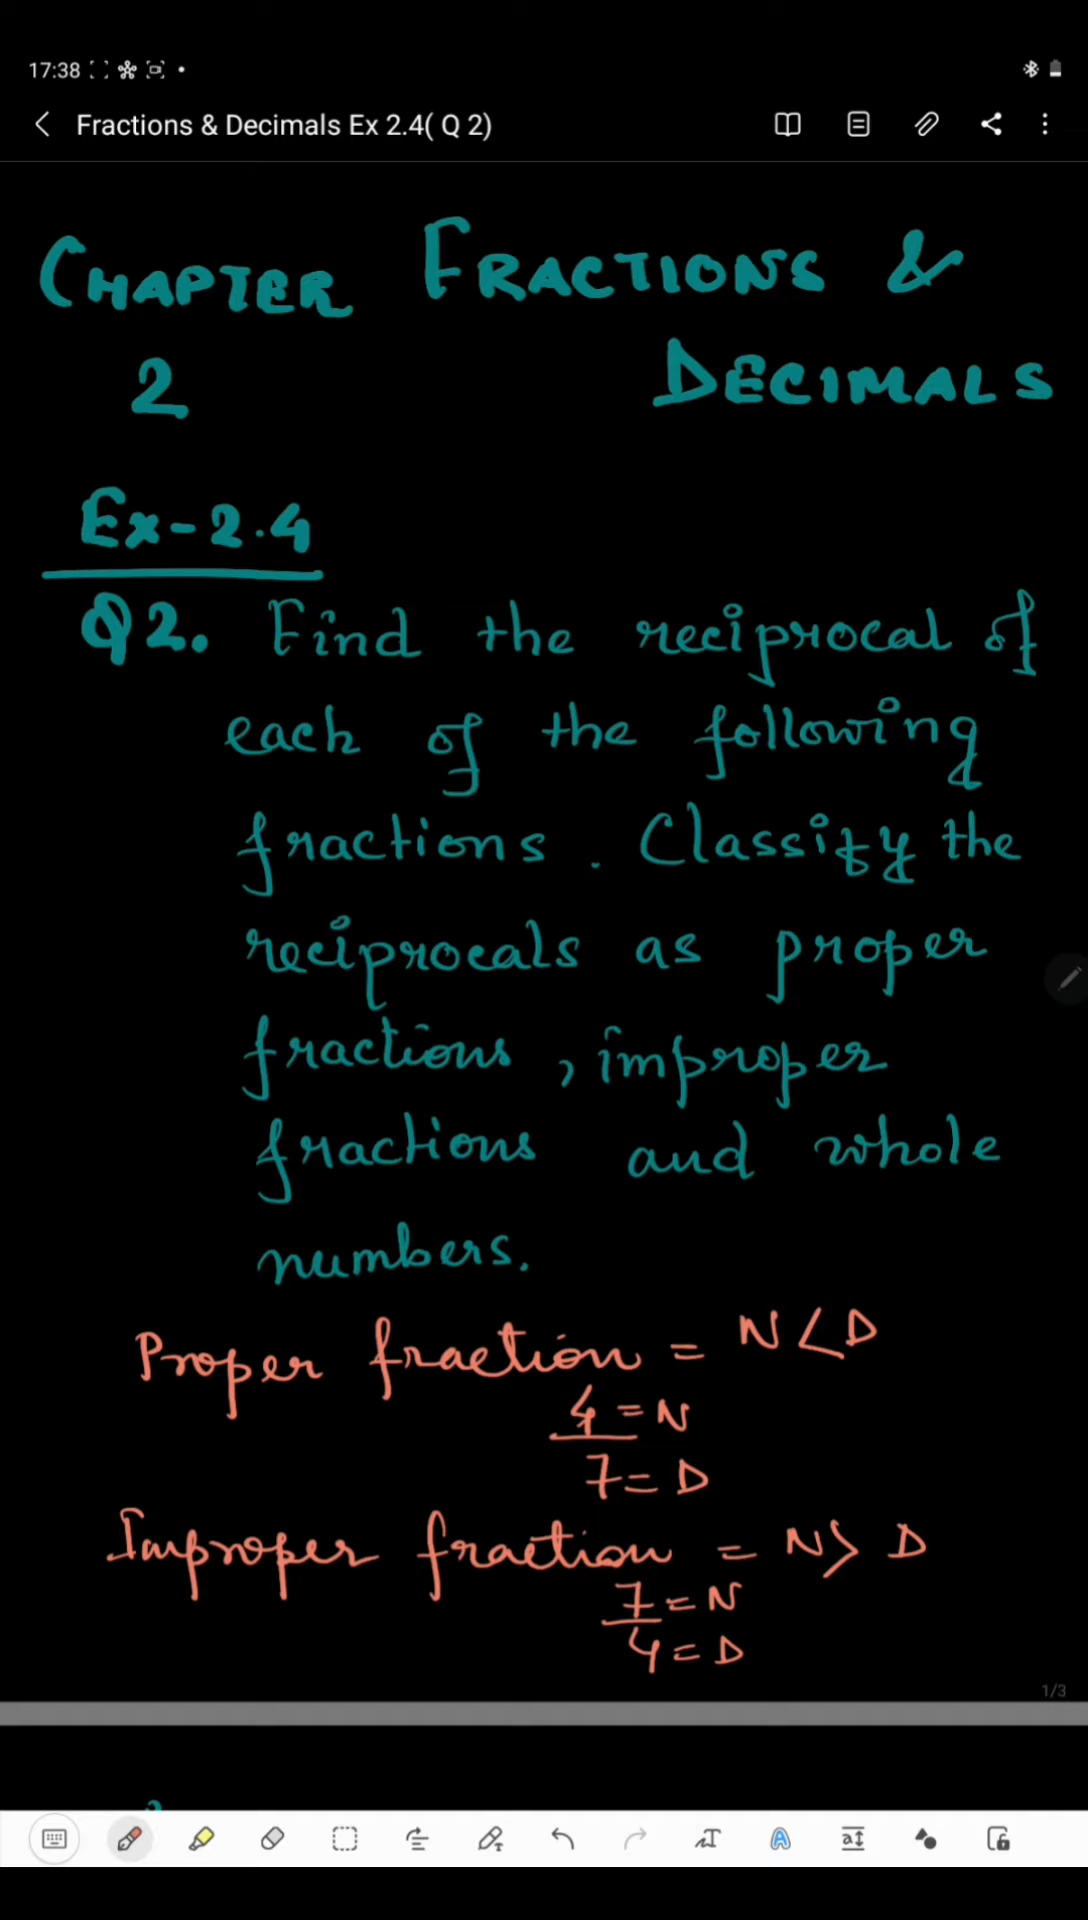 17:38
Fractions & Decimals Ex 2.4( Q 2)
CHAPTER FRACTIONS &
2 DECIMALS
Ex-2.4
Q2. Find the reciprocal of
each of the following
fractions. Classify the
reciprocals as proper
fractions, improper
fractions and whole
numbers.
Proper fraction = N<D
4 = N
7 = D
Improper fraction = N> D
7 = N
4 = D
1/3